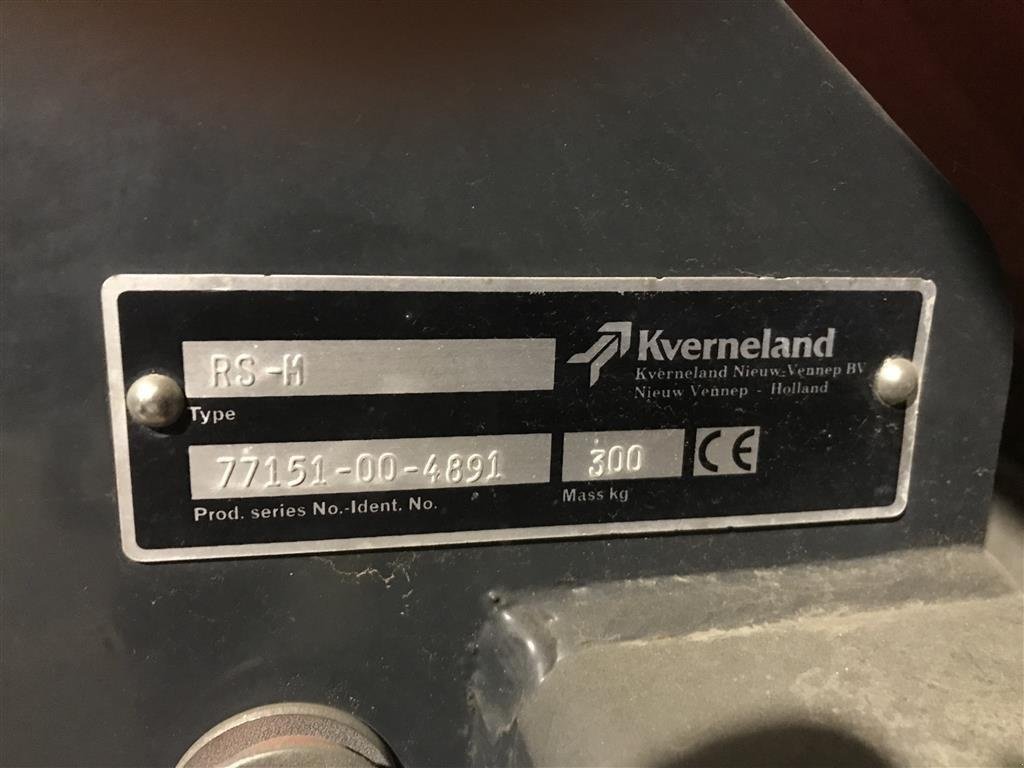 RS-M
Kverneland
Kverneland Nieuw-Vennep BV
Nieuw Vennep - Holland
Type
77151-00-4891
300
CE
Prod. series No.-Ident. No.
Mass kg